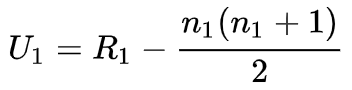 U₁ = R₁ − n₁(n₁ + 1) / 2